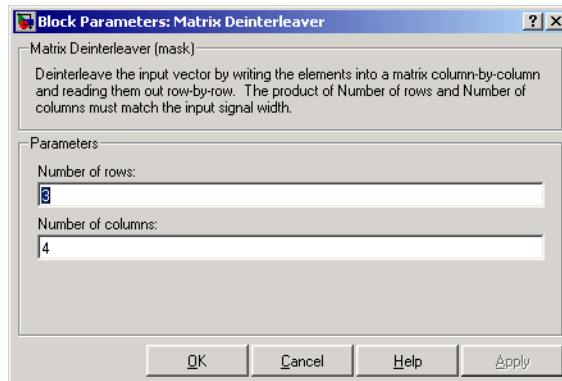 Block Parameters: Matrix Deinterleaver
Matrix Deinterleaver (mask)
Deinterleave the input vector by writing the elements into a matrix column-by-column
and reading them out row-by-row. The product of Number of rows and Number of
columns must match the input signal width.
Parameters
Number of rows:
3
Number of columns:
4
OK Cancel Help Apply